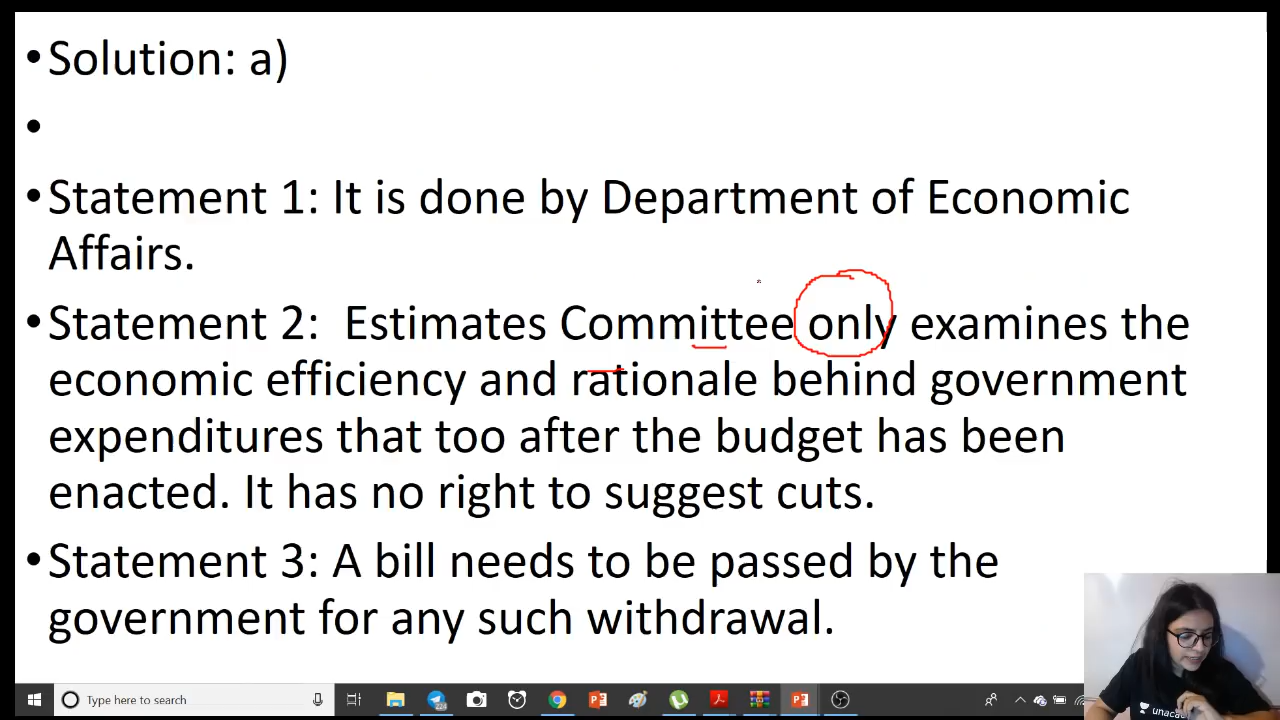 •Solution: a)
•
•Statement 1: It is done by Department of Economic
Affairs.
•Statement 2:  Estimates Committee only examines the
economic efficiency and rationale behind government
expenditures that too after the budget has been
enacted. It has no right to suggest cuts.
•Statement 3: A bill needs to be passed by the
government for any such withdrawal.
Type here to search
unaca